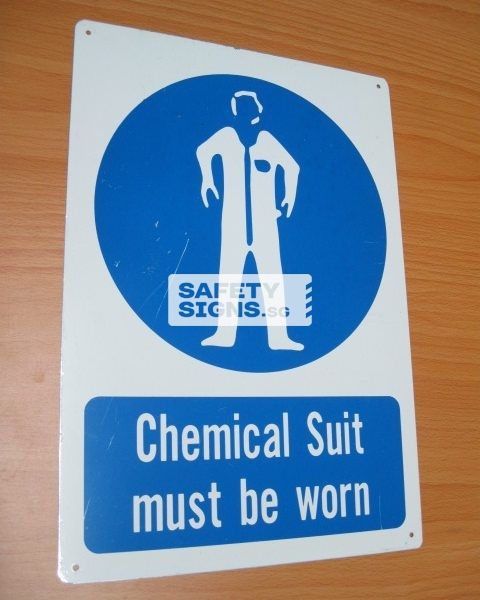 SAFETY
SIGNS.SG
Chemical Suit
must be worn